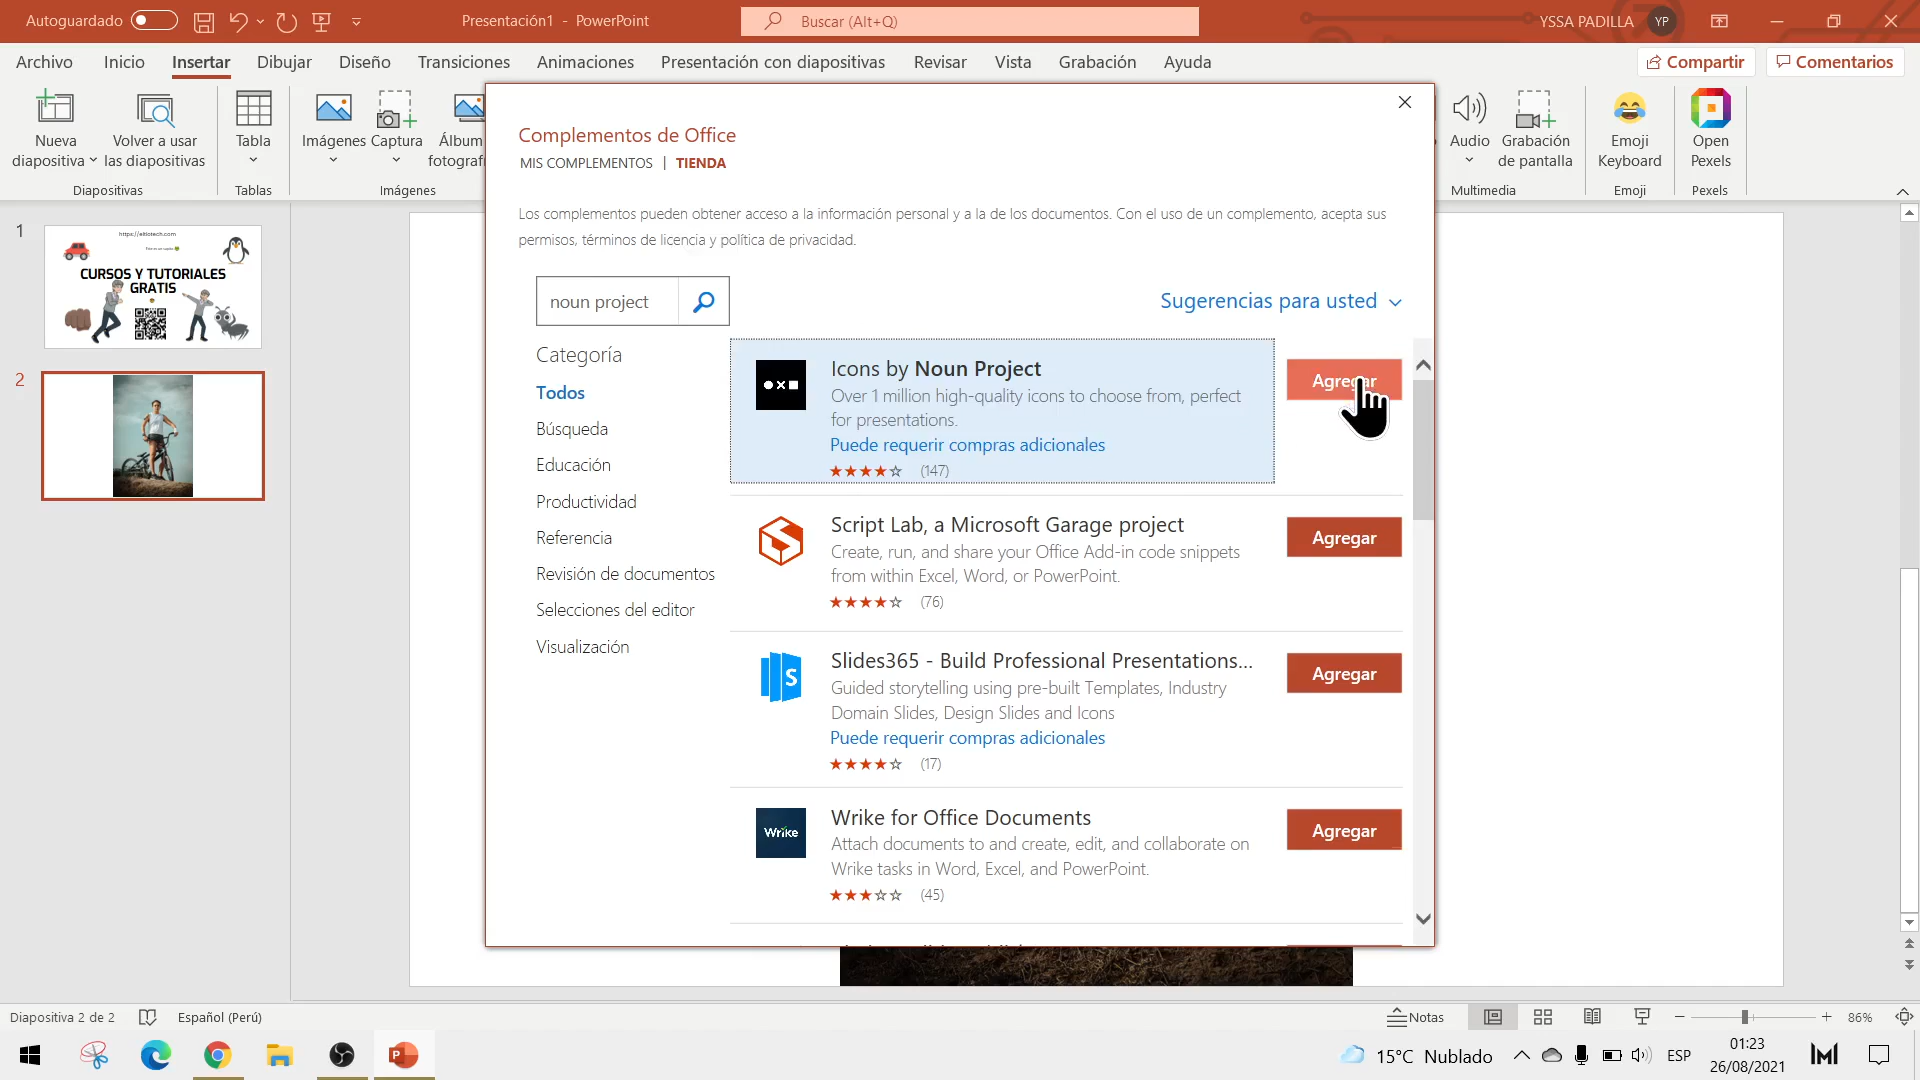 Autoguardado
Presentación1 - PowerPoint
Buscar (Alt+Q)
YSSA PADILLA YP
Archivo Inicio Insertar Dibujar Diseño Transiciones Animaciones Presentación con diapositivas Revisar Vista Grabación Ayuda
Compartir Comentarios
Nueva diapositiva
Volver a usar las diapositivas
Tabla
Imágenes
Captura
Álbum
Audio
Grabación de pantalla
Emoji Keyboard
Open Pexels
Diapositivas Tablas Imágenes Multimedia Emoji Pexels
Complementos de Office
MIS COMPLEMENTOS | TIENDA
Los complementos pueden obtener acceso a la información personal y a la de los documentos. Con el uso de un complemento, acepta sus
permisos, términos de licencia y política de privacidad.
noun project
Sugerencias para usted
Categoría
Todos
Búsqueda
Educación
Productividad
Referencia
Revisión de documentos
Selecciones del editor
Visualización
Icons by Noun Project
Over 1 million high-quality icons to choose from, perfect
for presentations.
Puede requerir compras adicionales
(147)
Agregar
Script Lab, a Microsoft Garage project
Create, run, and share your Office Add-in code snippets
from within Excel, Word, or PowerPoint.
(76)
Agregar
S
Slides365 - Build Professional Presentations...
Guided storytelling using pre-built Templates, Industry
Domain Slides, Design Slides and Icons
Puede requerir compras adicionales
(17)
Agregar
Wrike
Wrike for Office Documents
Attach documents to and create, edit, and collaborate on
Wrike tasks in Word, Excel, and PowerPoint.
(45)
Agregar
1
https://eltiotech.com
CURSOS Y TUTORIALES
GRATIS
2
Diapositiva 2 de 2
Español (Perú)
Notas
86%
15°C Nublado
ESP
01:23
26/08/2021